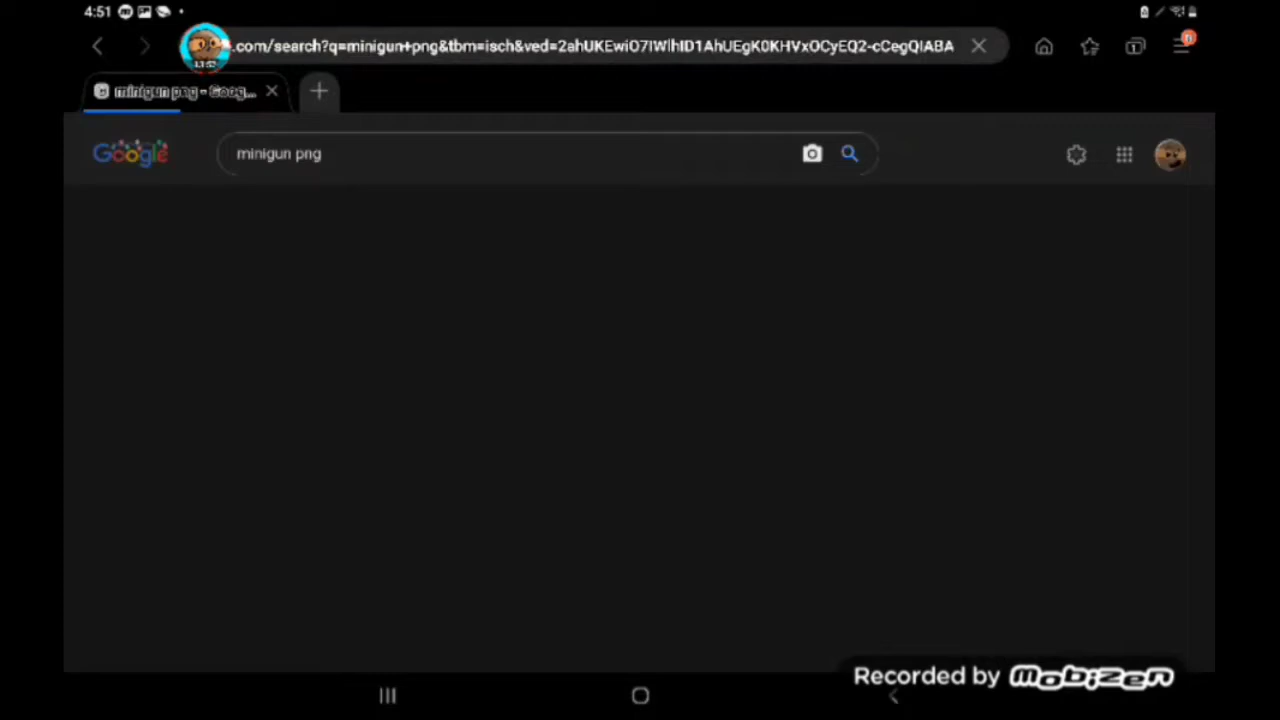 4:51
.com/search?q=minigun+png&tbm=isch&ved=2ahUKEwiO7IWlhID1AhUEgK0KHVxOCyEQ2-cCegQIABA
1
minigun png - Goog...
Google
minigun png
Recorded by mobizen